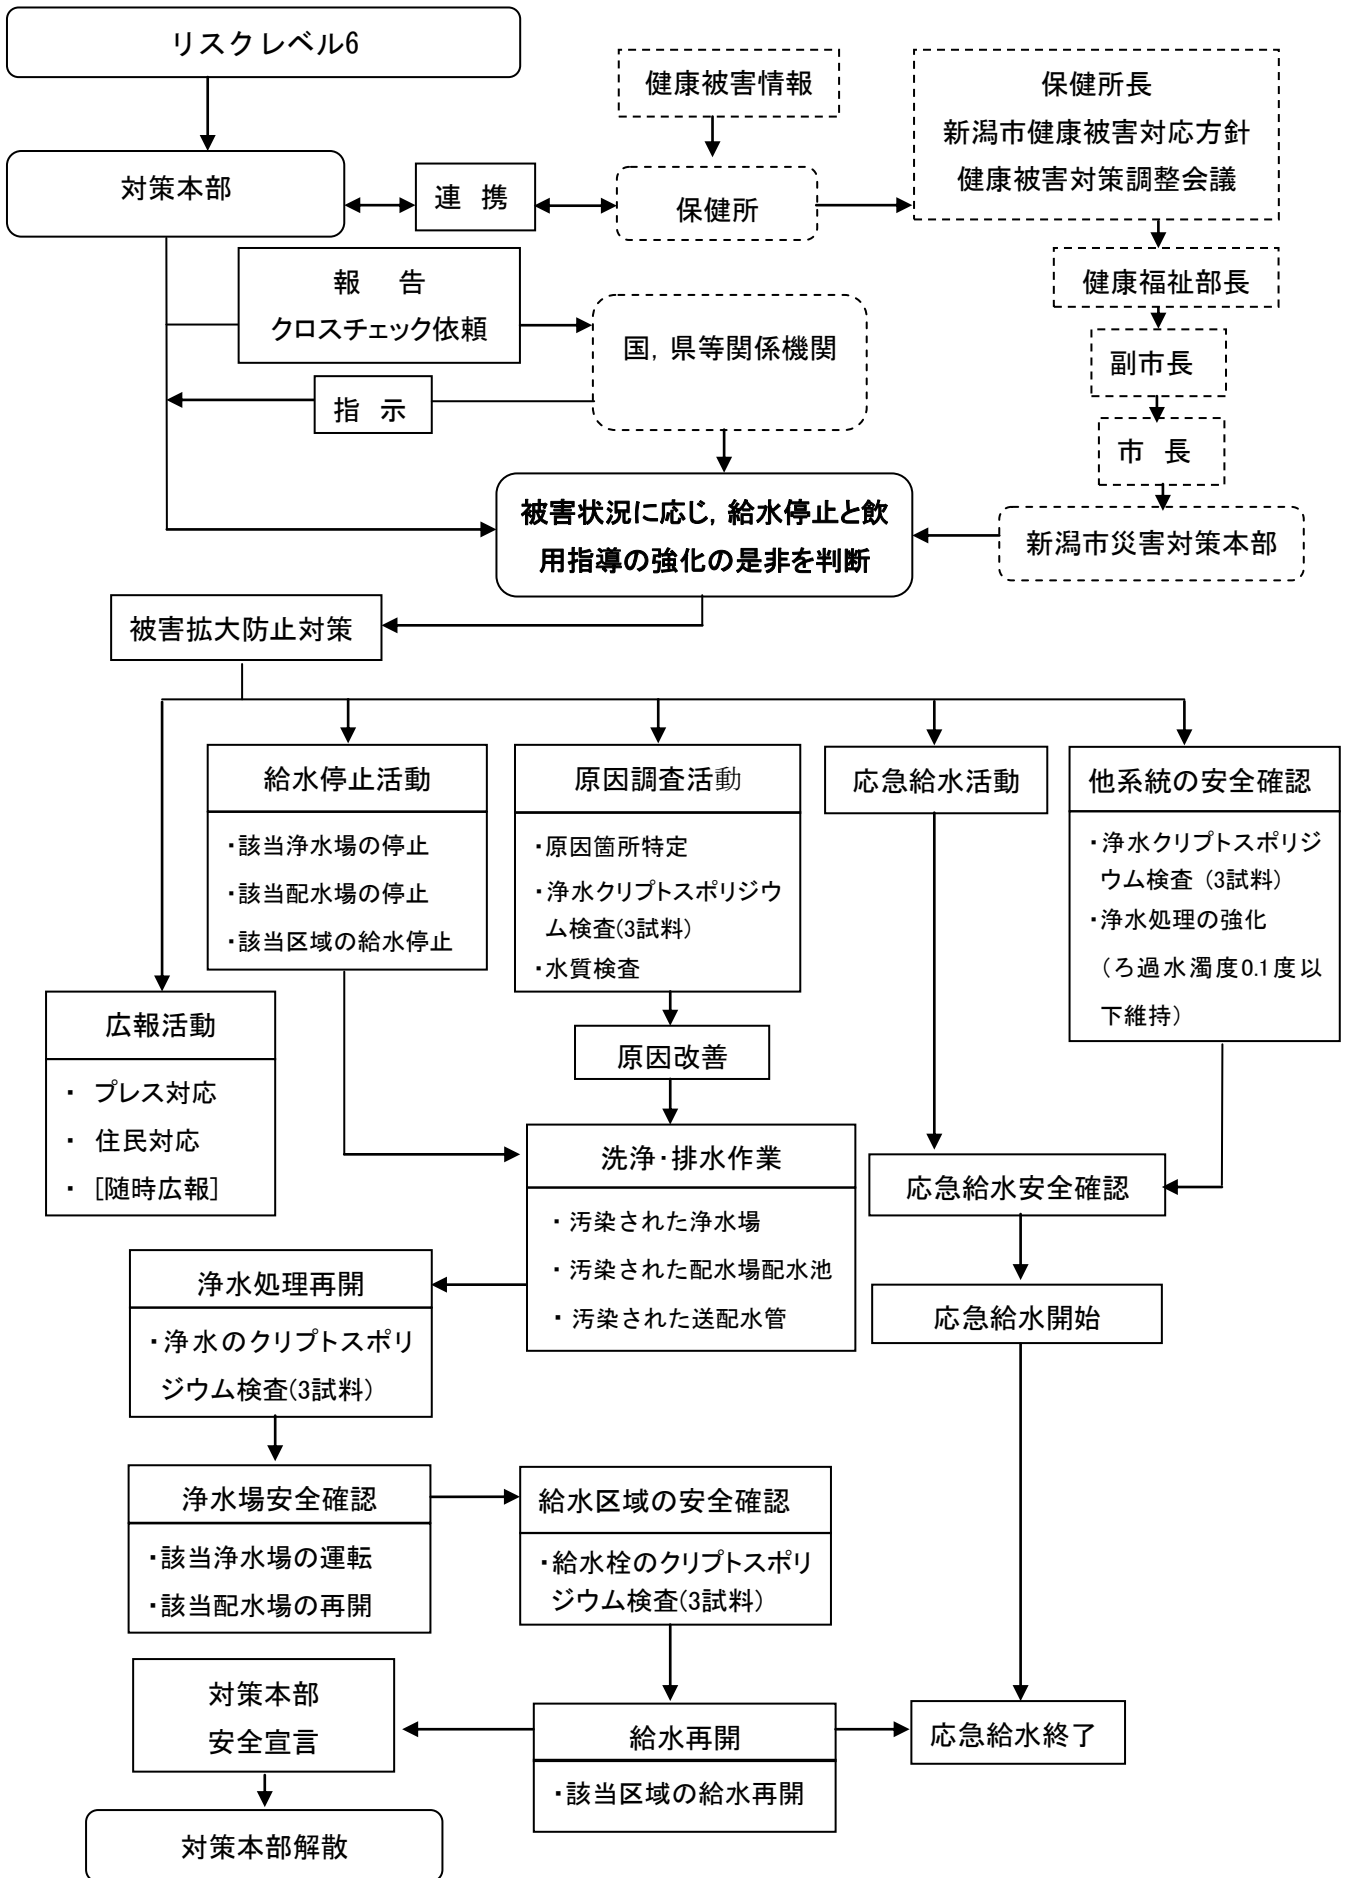 リスクレベル6
健康被害情報
保健所長
新潟市健康被害対応方針
健康被害対策調整会議
対策本部
連 携
保健所
報 告
クロスチェック依頼
健康福祉部長
国，県等関係機関
副市長
指 示
市 長
被害状況に応じ，給水停止と飲
用指導の強化の是非を判断
新潟市災害対策本部
被害拡大防止対策
給水停止活動
・該当浄水場の停止
・該当配水場の停止
・該当区域の給水停止
原因調査活動
・原因箇所特定
・浄水クリプトスポリジウ
ム検査(3試料)
・水質検査
応急給水活動
他系統の安全確認
・浄水クリプトスポリジ
ウム検査（3試料）
・浄水処理の強化
（ろ過水濁度0.1度以
下維持）
広報活動
・ プレス対応
・ 住民対応
・ ［随時広報］
原因改善
洗浄・排水作業
・汚染された浄水場
・汚染された配水場配水池
・汚染された送配水管
応急給水安全確認
浄水処理再開
・浄水のクリプトスポリ
ジウム検査(3試料)
応急給水開始
浄水場安全確認
・該当浄水場の運転
・該当配水場の再開
給水区域の安全確認
・給水栓のクリプトスポリ
ジウム検査(3試料)
対策本部
安全宣言
給水再開
・該当区域の給水再開
応急給水終了
対策本部解散